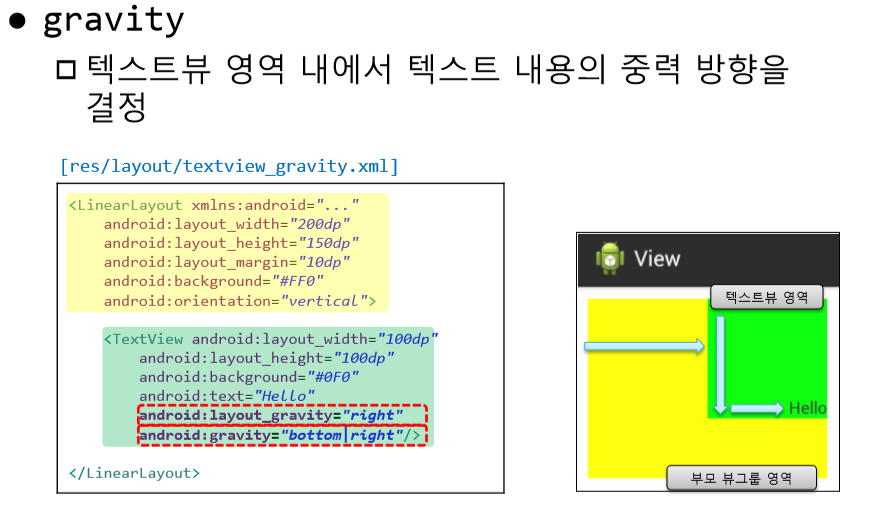 ● gravity
□ 텍스트뷰 영역 내에서 텍스트 내용의 중력 방향을
결정
[res/layout/textview_gravity.xml]
<LinearLayout xmlns:android="..."
android:layout_width="200dp"
android:layout_height="150dp"
android:layout_margin="10dp"
android:background="#FF0"
android:orientation="vertical">
<TextView android:layout_width="100dp"
android:layout_height="100dp"
android:background="#0F0"
android:text="Hello"
android:layout_gravity="right"
android:gravity="bottom|right"/>
</LinearLayout>
View
텍스트뷰 영역
Hello
부모 뷰그룹 영역